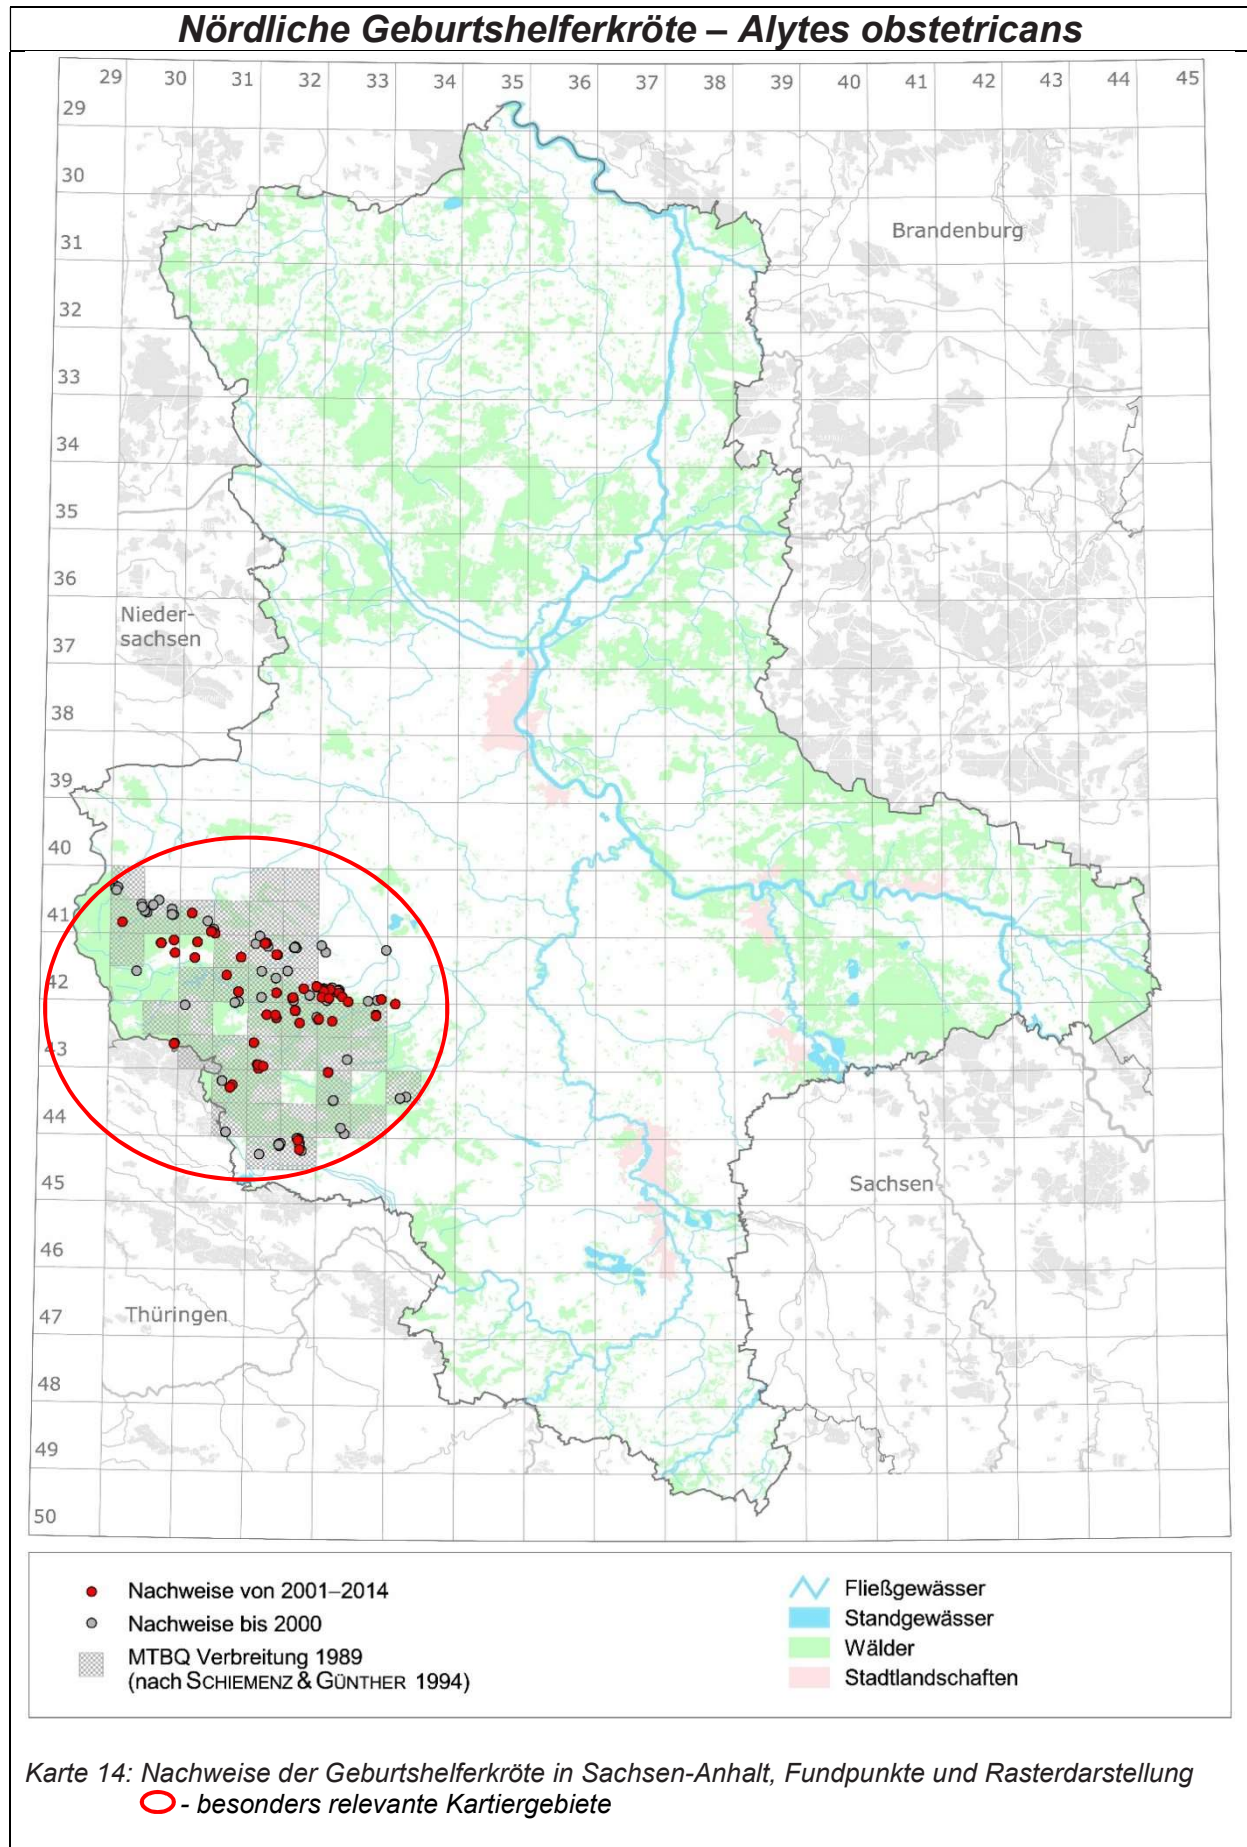 Nördliche Geburtshelferkröte – Alytes obstetricans
29 30 31 32 33 34 35 36 37 38 39 40 41 42 43 44 45
29
30
31
Brandenburg
32
33
34
35
36
Nieder-
sachsen
37
38
39
40
41
42
43
44
45
Sachsen
46
47
Thüringen
48
49
50
Nachweise von 2001–2014
Nachweise bis 2000
MTBQ Verbreitung 1989
(nach SCHIEMENZ & GÜNTHER 1994)
Fließgewässer
Standgewässer
Wälder
Stadtlandschaften
Karte 14: Nachweise der Geburtshelferkröte in Sachsen-Anhalt, Fundpunkte und Rasterdarstellung
- besonders relevante Kartiergebiete